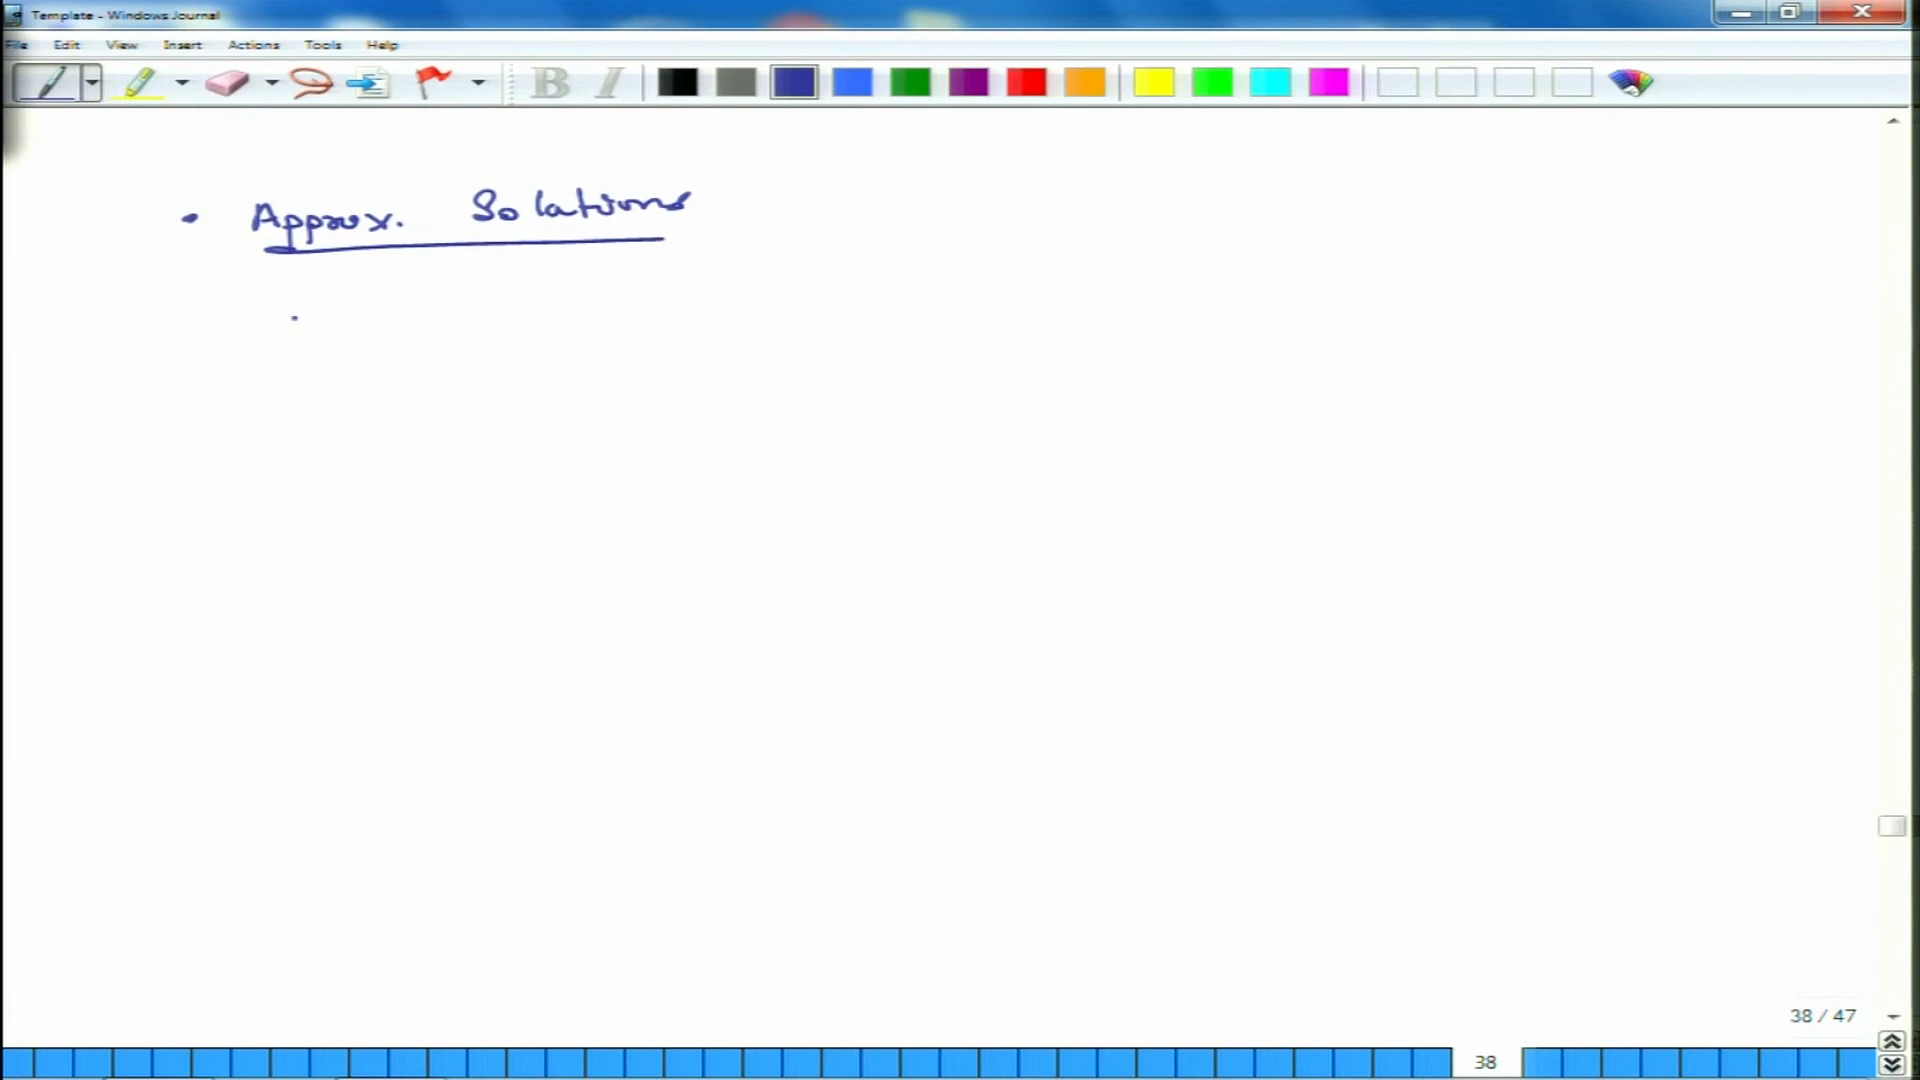 Template - Windows Journal
File Edit View Insert Actions Tools Help
B I
• Approx. Solutions
38 / 47
38